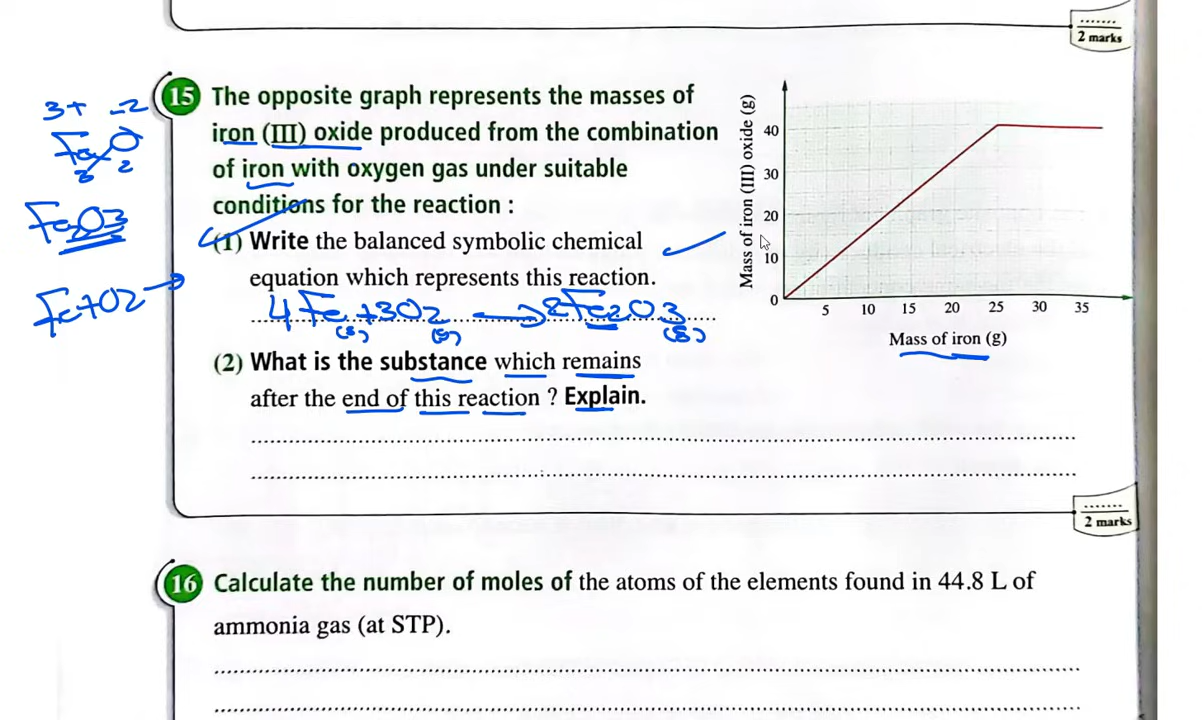 .......
2 marks
15 The opposite graph represents the masses of
iron (III) oxide produced from the combination
of iron with oxygen gas under suitable
conditions for the reaction :
(1) Write the balanced symbolic chemical
equation which represents this reaction.
4Fe(s) + 3O2(g) → 2Fe2O3(s)
(2) What is the substance which remains
after the end of this reaction ? Explain.
3+ -2
Fe O
3 2
Fe2O3
Fe+O2 →
Mass of iron (III) oxide (g)
40
30
20
10
0
5 10 15 20 25 30 35
Mass of iron (g)
.......
2 marks
16 Calculate the number of moles of the atoms of the elements found in 44.8 L of
ammonia gas (at STP).